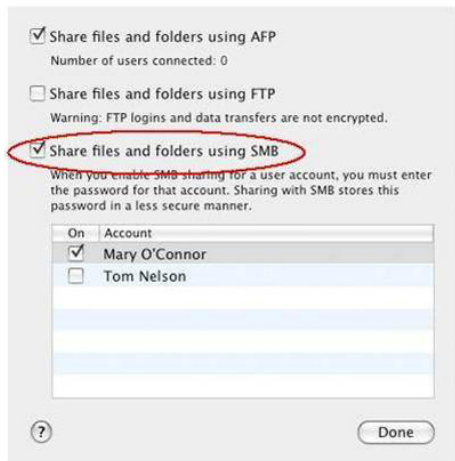 Share files and folders using AFP
Number of users connected: 0
Share files and folders using FTP
Warning: FTP logins and data transfers are not encrypted.
Share files and folders using SMB
When you enable SMB sharing for a user account, you must enter
the password for that account. Sharing with SMB stores this
password in a less secure manner.
On Account
Mary O'Connor
Tom Nelson
? Done